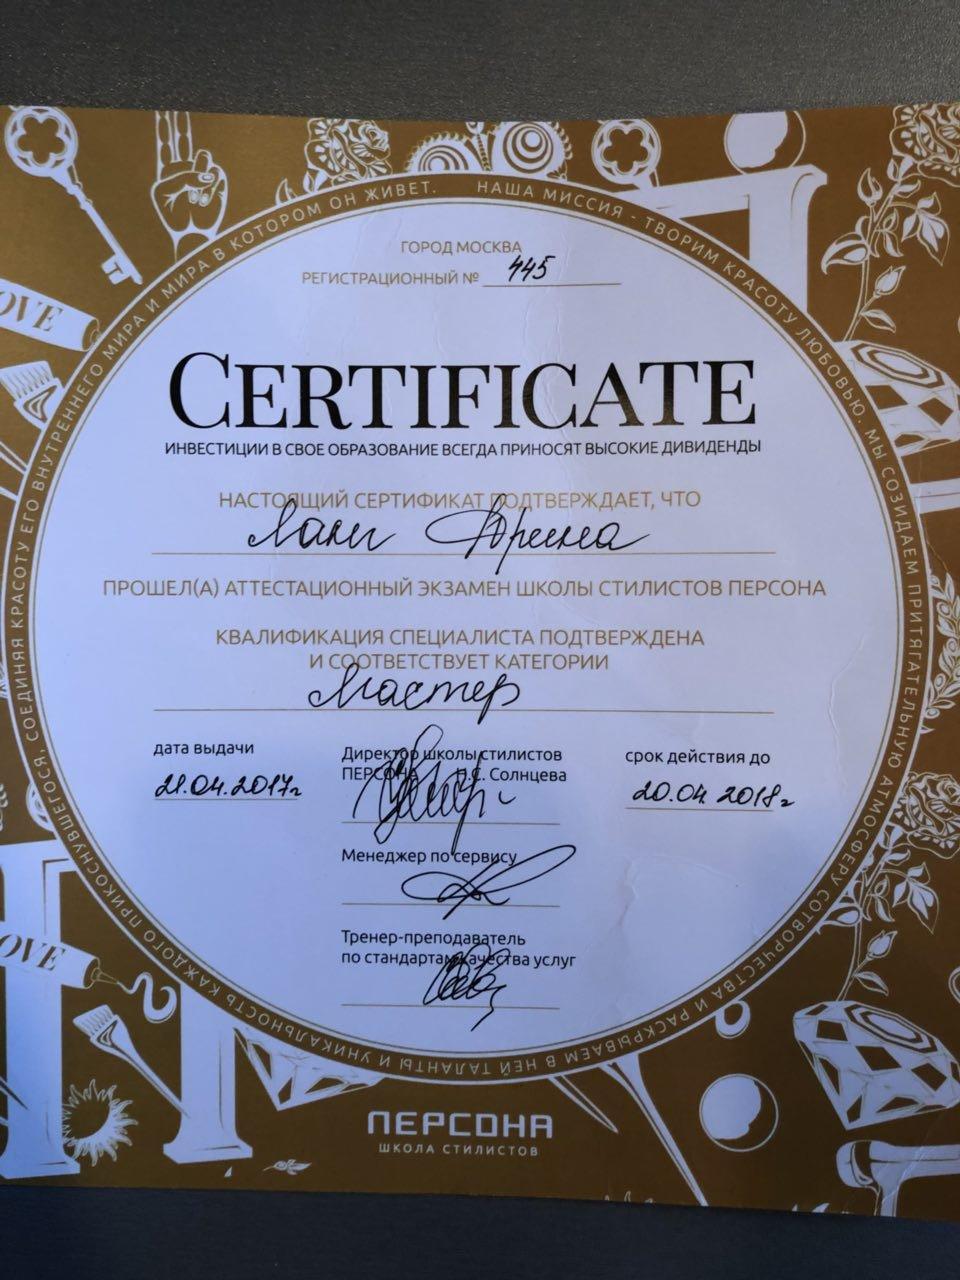 НАША МИССИЯ - ТВОРИМ КРАСОТУ ЛЮБОВЬЮ. МЫ СОЗИДАЕМ ПРИТЯГАТЕЛЬНУЮ АТМОСФЕРУ СОТВОРЧЕСТВА И РАСКРЫВАЕМ В НЕЙ ТАЛАНТЫ И УНИКАЛЬНОСТЬ КАЖДОГО ПРИКОСНУВШЕГОСЯ, СОЕДИНЯЯ КРАСОТУ ЕГО ВНУТРЕННЕГО МИРА И МИРА В КОТОРОМ ОН ЖИВЕТ.
ГОРОД МОСКВА
РЕГИСТРАЦИОННЫЙ № 445
OVE
CERTIFICATE
ИНВЕСТИЦИИ В СВОЕ ОБРАЗОВАНИЕ ВСЕГДА ПРИНОСЯТ ВЫСОКИЕ ДИВИДЕНДЫ
НАСТОЯЩИЙ СЕРТИФИКАТ ПОДТВЕРЖДАЕТ, ЧТО
Ланг Арина
ПРОШЕЛ(А) АТТЕСТАЦИОННЫЙ ЭКЗАМЕН ШКОЛЫ СТИЛИСТОВ ПЕРСОНА
КВАЛИФИКАЦИЯ СПЕЦИАЛИСТА ПОДТВЕРЖДЕНА
И СООТВЕТСТВУЕТ КАТЕГОРИИ
Мастер
дата выдачи
21.04.2017г
Директор школы стилистов
ПЕРСОНА Н.С. Солнцева
срок действия до
20.04.2018г
Менеджер по сервису
Тренер-преподаватель
по стандартам качества услуг
OVE
ПЕРСОНА
ШКОЛА СТИЛИСТОВ